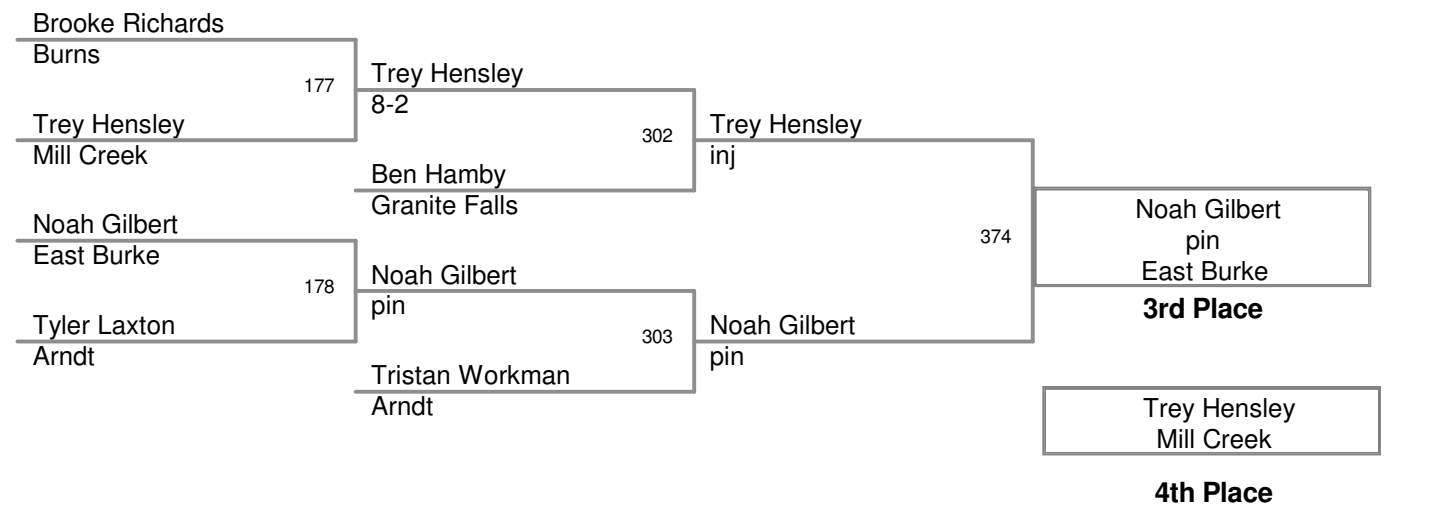 Brooke Richards
Burns
177
Trey Hensley
8-2
Trey Hensley
Mill Creek
302
Trey Hensley
inj
Ben Hamby
Granite Falls
Noah Gilbert
East Burke
178
Noah Gilbert
pin
Tyler Laxton
Arndt
303
Noah Gilbert
pin
Tristan Workman
Arndt
374
Noah Gilbert
pin
East Burke
3rd Place
Trey Hensley
Mill Creek
4th Place